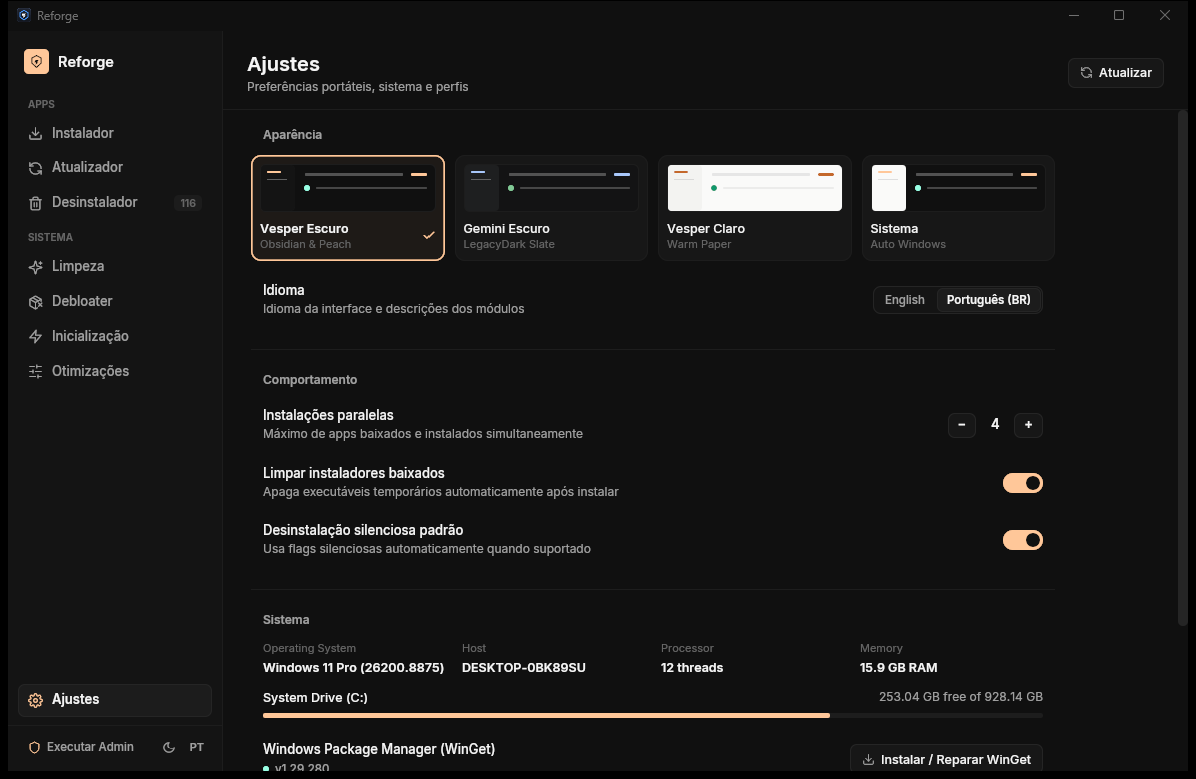 Reforge
Reforge
APPS
Instalador
Atualizador
Desinstalador 116
SISTEMA
Limpeza
Debloater
Inicialização
Otimizações
Ajustes
Executar Admin PT
Ajustes
Preferências portáteis, sistema e perfis
Atualizar
Aparência
Vesper Escuro
Obsidian & Peach
Gemini Escuro
LegacyDark Slate
Vesper Claro
Warm Paper
Sistema
Auto Windows
Idioma
Idioma da interface e descrições dos módulos
English Português (BR)
Comportamento
Instalações paralelas
Máximo de apps baixados e instalados simultaneamente
− 4 +
Limpar instaladores baixados
Apaga executáveis temporários automaticamente após instalar
Desinstalação silenciosa padrão
Usa flags silenciosas automaticamente quando suportado
Sistema
Operating System
Windows 11 Pro (26200.8875)
Host
DESKTOP-0BK89SU
Processor
12 threads
Memory
15.9 GB RAM
System Drive (C:) 253.04 GB free of 928.14 GB
Windows Package Manager (WinGet)
v1.29.280
Instalar / Reparar WinGet